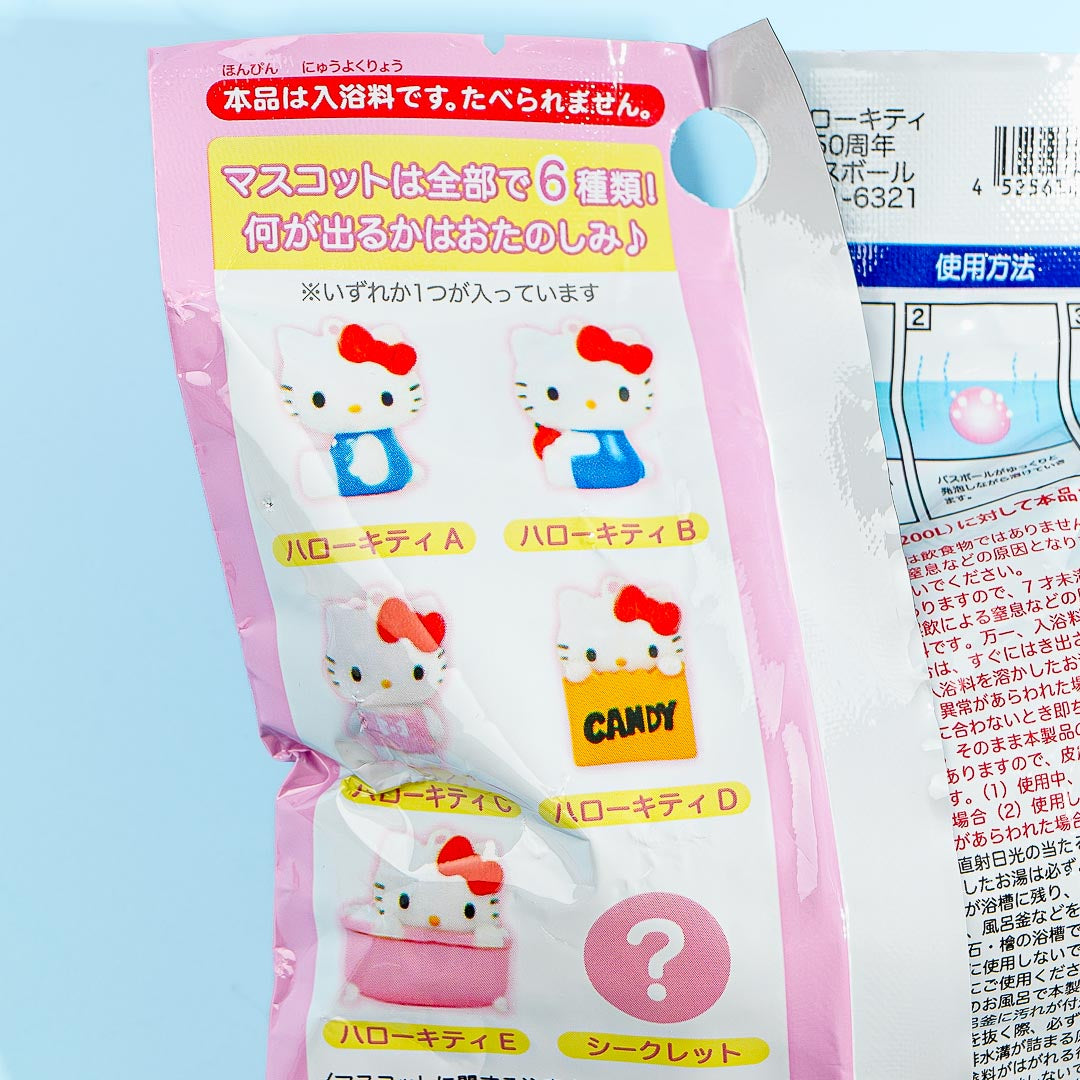 ほんぴん にゅうよくりょう
本品は入浴料です。たべられません。
マスコットは全部で6種類!
何が出るかはおたのしみ♪
※いずれか1つが入っています
ハローキティ A
ハローキティ B
CANDY
ハローキティ C
ハローキティ D
ハローキティ E
?
シークレット
ローキティ
50周年
スボール
-6321
使用方法
2
バスボールがゆっくりと
発泡しながら溶けていき
ます。
200L)に対して本品
は飲食物ではありません
窒息などの原因となり
いでください。
りますので、7才未満
飲による窒息などの
です。万一、入浴料
は、すぐにはき出さ
入浴料を溶かしたお
異常があらわれた場
に合わないとき即ち
そのまま本製品の
ありますので、皮
す。(1) 使用中、
場合 (2) 使用し
があらわれた場合
直射日光の当たる
したお湯は必ず
が浴槽に残り、
、風呂釜などを
石・檜の浴槽で
に使用しないで
にご使用くださ
のお風呂で本製
呂釜に汚れが付
を抜く際、必ず
排水溝が詰まる